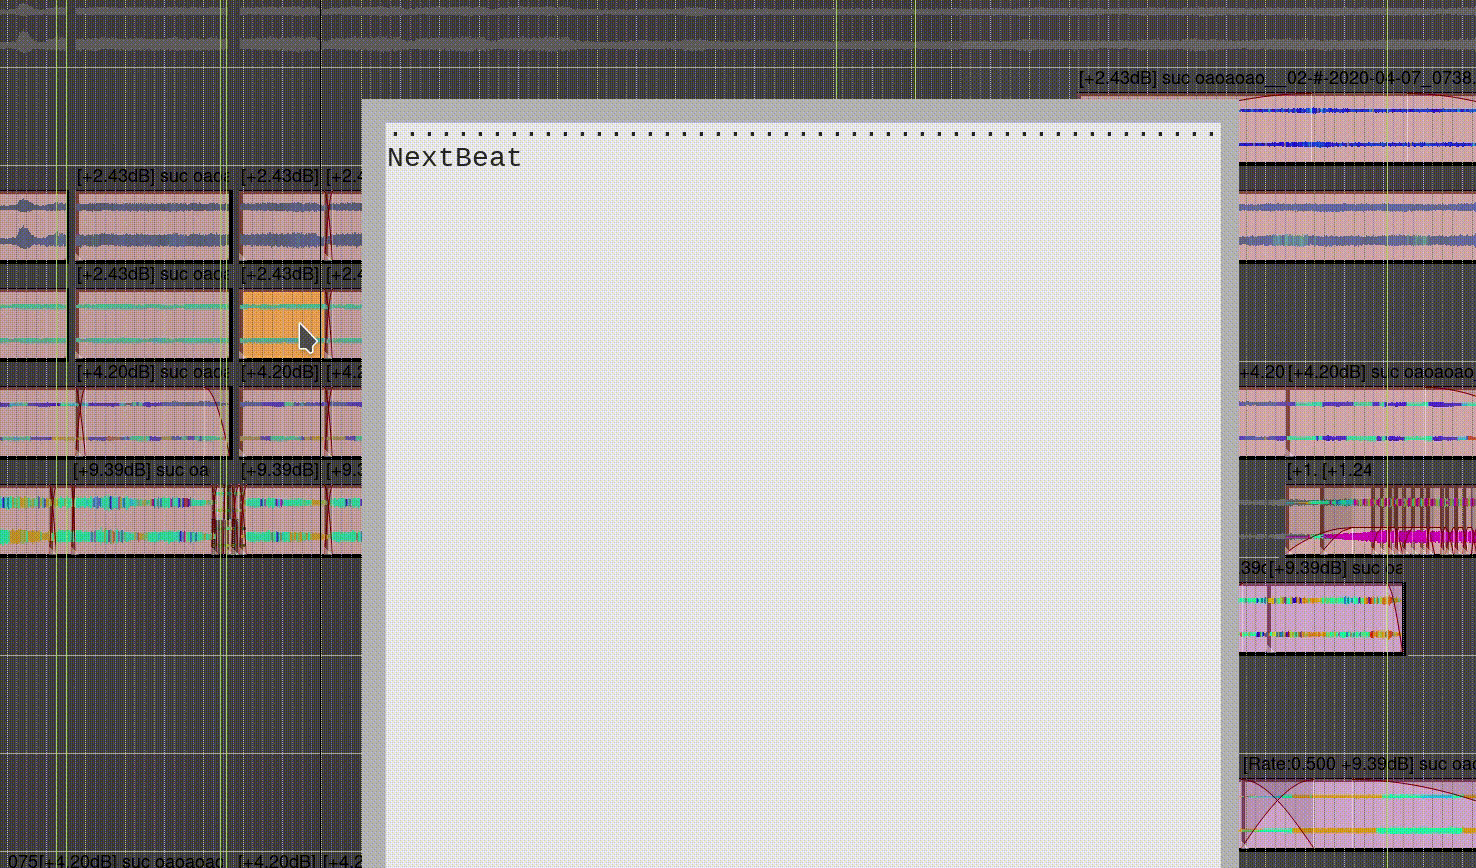 [+2.43dB] suc oaoaoao__02-#-2020-04-07_0738.
NextBeat
[+2.43dB] suc oaoa [+2.43dB] [+2.4
[+2.43dB] suc oaoa [+2.43dB] [+2.4
[+4.20dB] suc oaoa [+4.20dB] [+4.2 +4.20 [+4.20dB] suc oaoaoao
[+9.39dB] suc oa [+9.39dB] [+9.3 [+1. [+1.24
39d [+9.39dB] suc oa
[Rate:0.500 +9.39dB] suc oao
075[+4.20dB] suc oaoaoao [+4.20dB] [+4.2